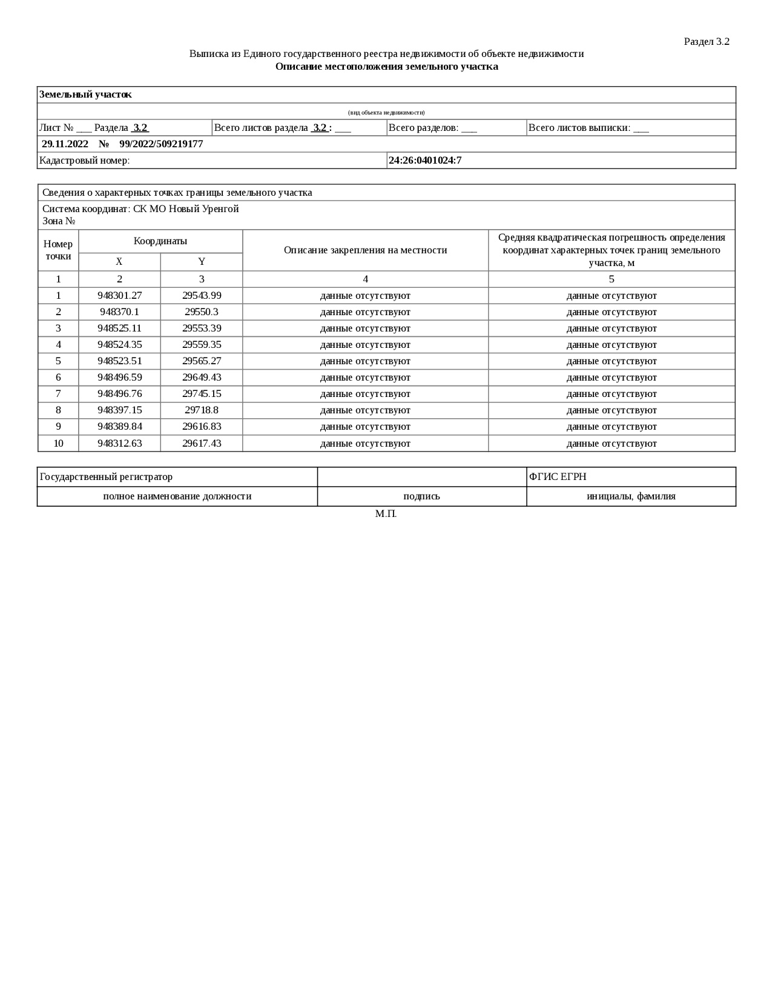 Раздел 3.2
Выписка из Единого государственного реестра недвижимости об объекте недвижимости
Описание местоположения земельного участка
Земельный участок
(вид объекта недвижимости)
Лист № ___ Раздела 3.2 Всего листов раздела 3.2 : ___ Всего разделов: ___ Всего листов выписки: ___
29.11.2022 № 99/2022/509219177
Кадастровый номер: 24:26:0401024:7
Сведения о характерных точках границы земельного участка
Система координат: СК МО Новый Уренгой
Зона №
Номер точки Координаты Описание закрепления на местности Средняя квадратическая погрешность определения координат характерных точек границ земельного участка, м
X Y
1 2 3 4 5
1 948301.27 29543.99 данные отсутствуют данные отсутствуют
2 948370.1 29550.3 данные отсутствуют данные отсутствуют
3 948525.11 29553.39 данные отсутствуют данные отсутствуют
4 948524.35 29559.35 данные отсутствуют данные отсутствуют
5 948523.51 29565.27 данные отсутствуют данные отсутствуют
6 948496.59 29649.43 данные отсутствуют данные отсутствуют
7 948496.76 29745.15 данные отсутствуют данные отсутствуют
8 948397.15 29718.8 данные отсутствуют данные отсутствуют
9 948389.84 29616.83 данные отсутствуют данные отсутствуют
10 948312.63 29617.43 данные отсутствуют данные отсутствуют
Государственный регистратор ФГИС ЕГРН
полное наименование должности подпись инициалы, фамилия
М.П.